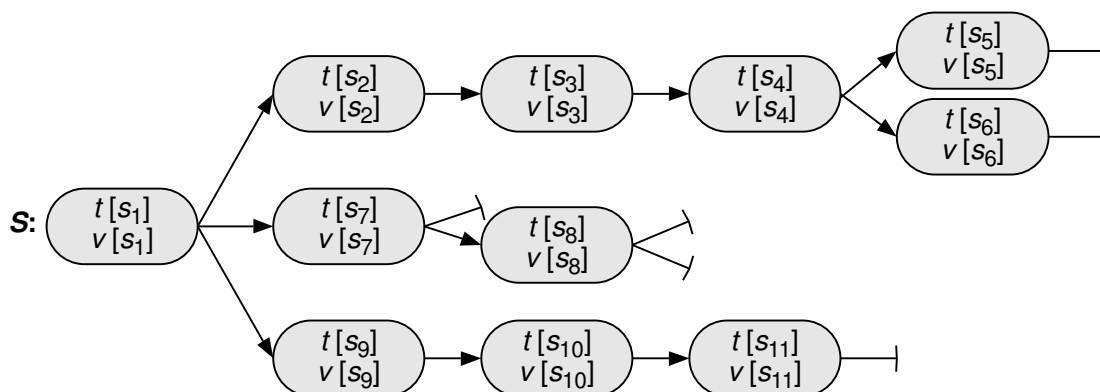 S:
t [s1]
v [s1]
t [s2]
v [s2]
t [s3]
v [s3]
t [s4]
v [s4]
t [s5]
v [s5]
t [s6]
v [s6]
t [s7]
v [s7]
t [s8]
v [s8]
t [s9]
v [s9]
t [s10]
v [s10]
t [s11]
v [s11]